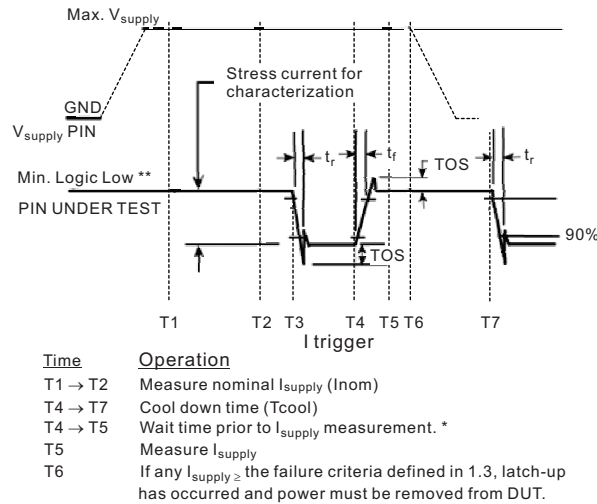 Max. Vsupply
Stress current for
characterization
GND
Vsupply PIN
tr
tf
TOS
tr
Min. Logic Low **
PIN UNDER TEST
90%
TOS
T1 T2 T3 T4 T5 T6 T7
I trigger
Time Operation
T1 → T2 Measure nominal Isupply (Inom)
T4 → T7 Cool down time (Tcool)
T4 → T5 Wait time prior to Isupply measurement. *
T5 Measure Isupply
T6 If any Isupply ≥ the failure criteria defined in 1.3, latch-up
has occurred and power must be removed from DUT.